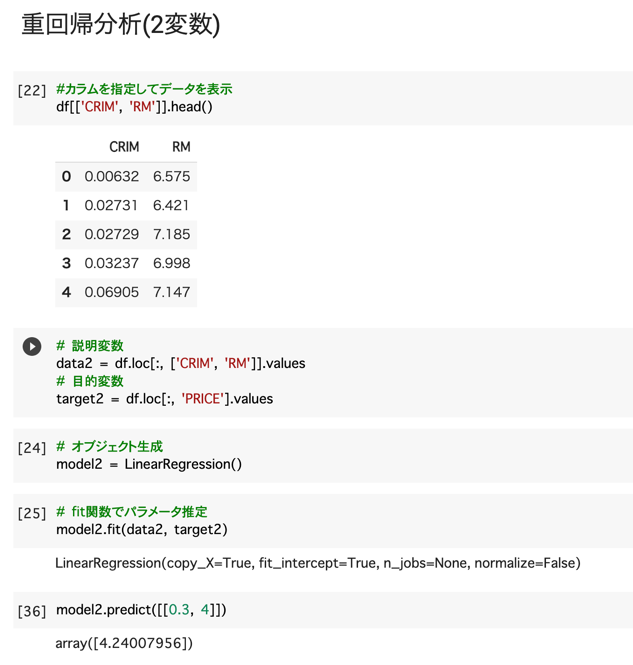 重回帰分析(2変数)
[22] #カラムを指定してデータを表示
df[['CRIM', 'RM']].head()
CRIM RM
0 0.00632 6.575
1 0.02731 6.421
2 0.02729 7.185
3 0.03237 6.998
4 0.06905 7.147
# 説明変数
data2 = df.loc[:, ['CRIM', 'RM']].values
# 目的変数
target2 = df.loc[:, 'PRICE'].values
[24] # オブジェクト生成
model2 = LinearRegression()
[25] # fit関数でパラメータ推定
model2.fit(data2, target2)
LinearRegression(copy_X=True, fit_intercept=True, n_jobs=None, normalize=False)
[36] model2.predict([[0.3, 4]])
array([4.24007956])